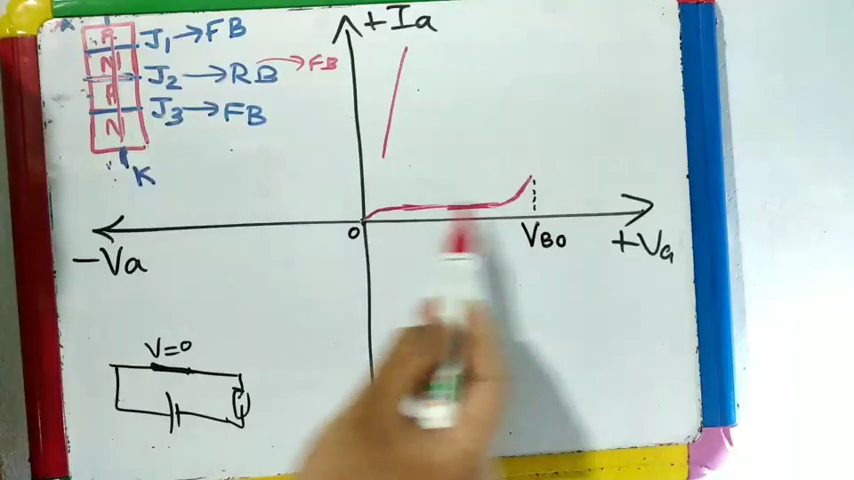 +Ia
J1→FB
J2→RB→FB
J3→FB
P
N
P
N
K
0
VBO
+Va
-Va
V=0